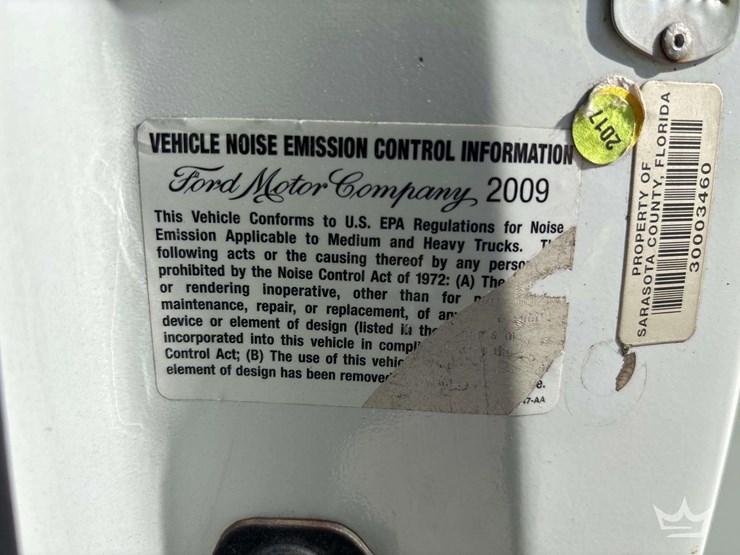 VEHICLE NOISE EMISSION CONTROL INFORMATION
Ford Motor Company 2009
This Vehicle Conforms to U.S. EPA Regulations for Noise
Emission Applicable to Medium and Heavy Trucks.
following acts or the causing thereof by any
prohibited by the Noise Control Act of 1972: (A) The
or rendering inoperative, other than for
maintenance, repair, or replacement, of
device or element of design (listed in the
incorporated into this vehicle in
Control Act; (B) The use of this
element of design has been
2017
PROPERTY OF
SARASOTA COUNTY, FLORIDA
30003460